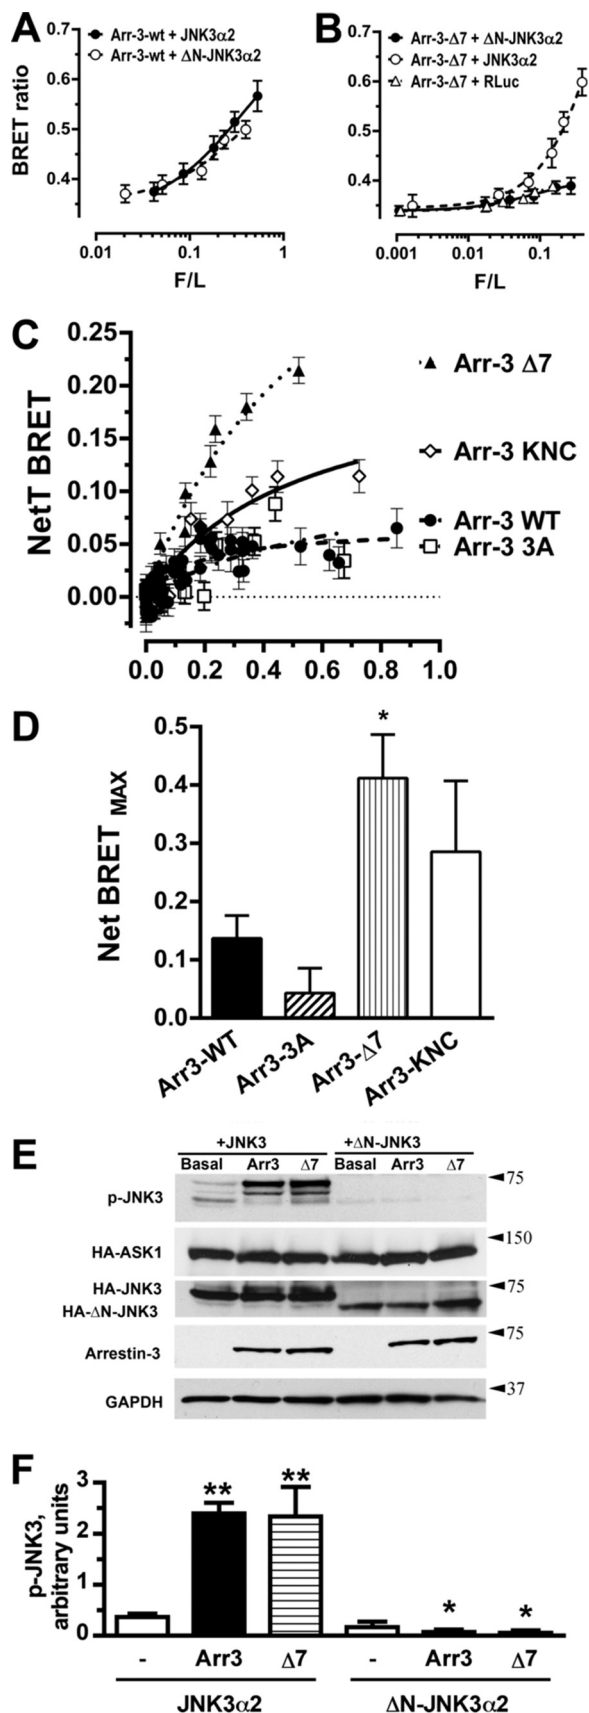 A
0.7
0.6
0.5
0.4
BRET ratio
Arr-3-wt + JNK3α2
Arr-3-wt + ΔN-JNK3α2
0.01 0.1 1
F/L
B
0.7
0.6
0.5
0.4
Arr-3-Δ7 + ΔN-JNK3α2
Arr-3-Δ7 + JNK3α2
Arr-3-Δ7 + RLuc
0.001 0.01 0.1
F/L
C
0.25
0.20
0.15
0.10
0.05
0.00
NetT BRET
Arr-3 Δ7
Arr-3 KNC
Arr-3 WT
Arr-3 3A
0.0 0.2 0.4 0.6 0.8 1.0
D
0.5
0.4
0.3
0.2
0.1
0.0
Net BRET MAX
*
Arr3-WT Arr3-3A Arr3-Δ7 Arr3-KNC
E
+JNK3 +ΔN-JNK3
Basal Arr3 Δ7 Basal Arr3 Δ7
p-JNK3 75
HA-ASK1 150
HA-JNK3 75
HA-ΔN-JNK3
Arrestin-3 75
GAPDH 37
F
3
2
1
0
p-JNK3,
arbitrary units
** ** * *
- Arr3 Δ7 - Arr3 Δ7
JNK3α2 ΔN-JNK3α2